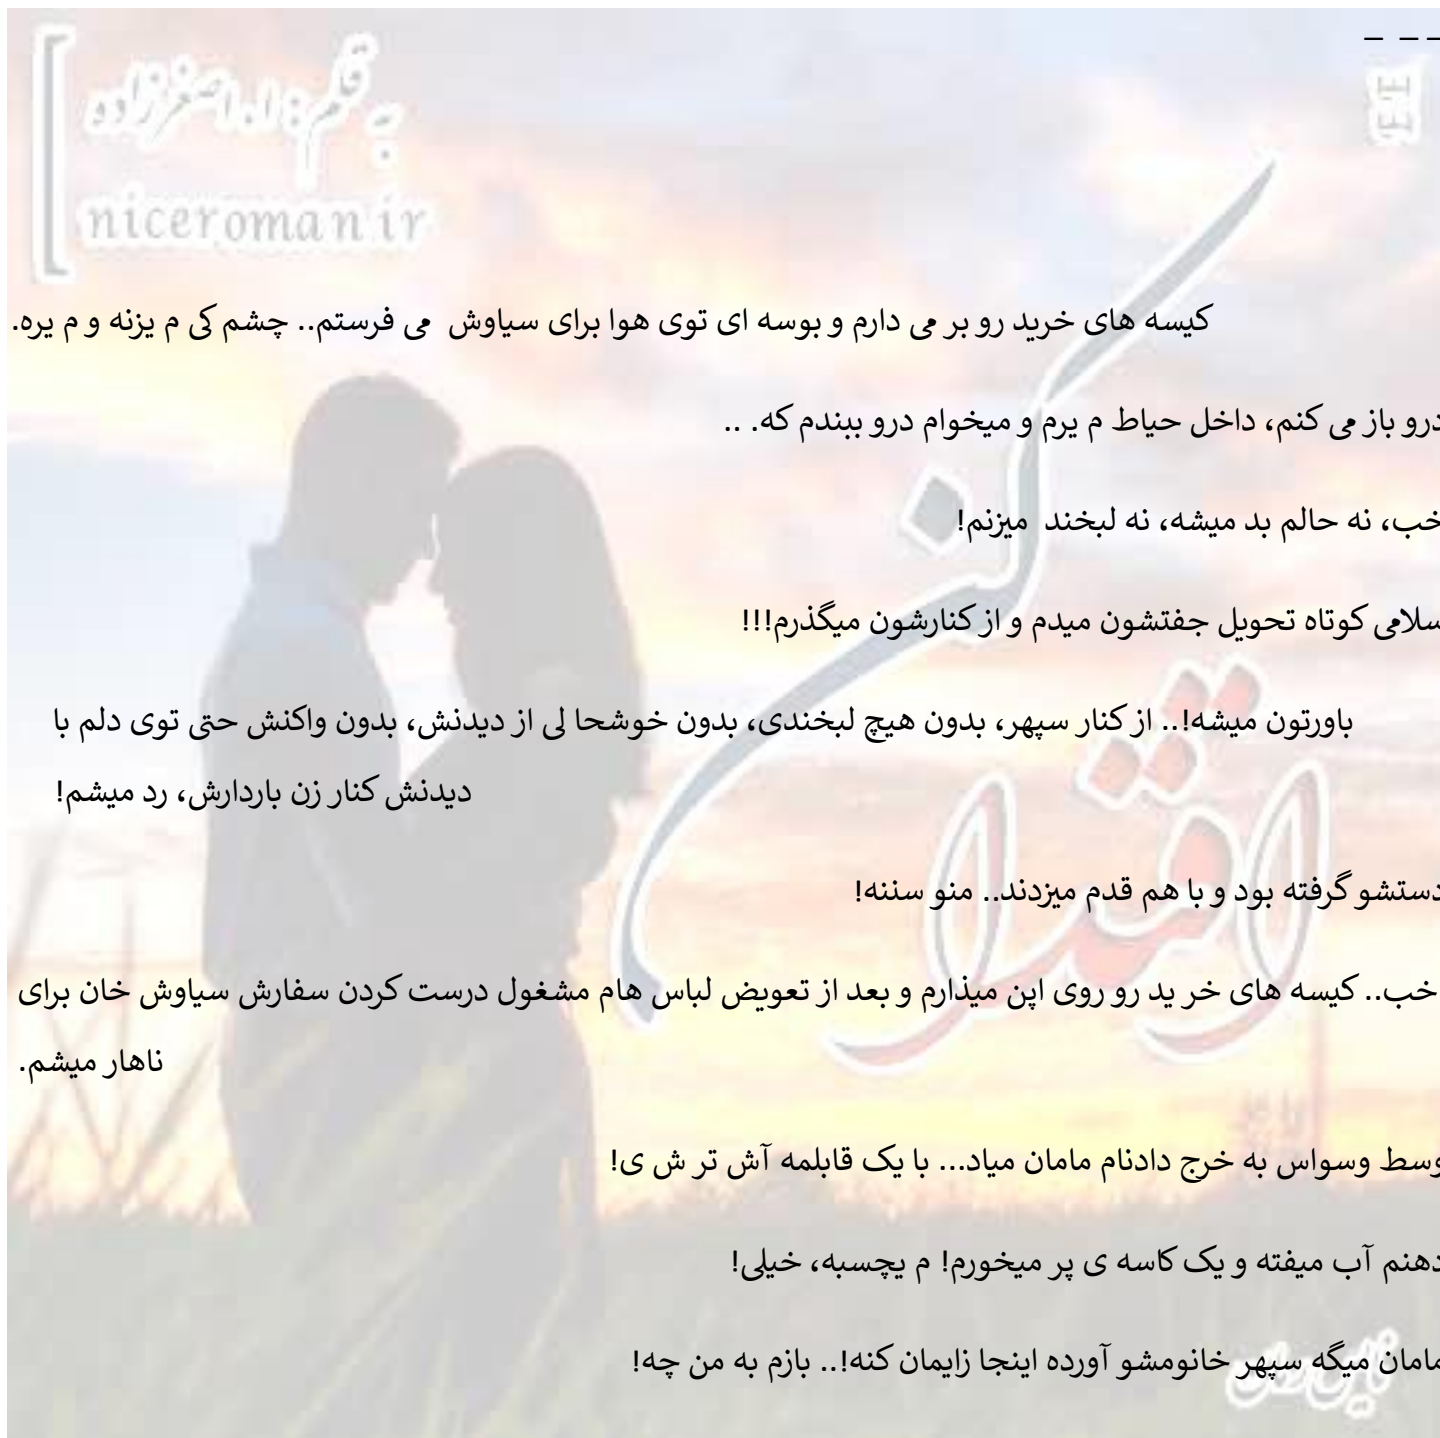 به قلم: ا. اصغرزاده
niceroman.ir
کیسه های خرید رو بر می دارم و بوسه ای توی هوا برای سیاوش  می فرستم.. چشم کی م یزنه و م یره.
درو باز می کنم، داخل حیاط م یرم و میخوام درو ببندم که. ..
خب، نه حالم بد میشه، نه لبخند  میزنم!
سلامی کوتاه تحویل جفتشون میدم و از کنارشون میگذرم!!!
باورتون میشه!.. از کنار سپهر، بدون هیچ لبخندی، بدون خوشحا لی از دیدنش، بدون واکنش حتی توی دلم با
دیدنش کنار زن باردارش، رد میشم!
دستشو گرفته بود و با هم قدم میزدند.. منو سننه!
خب.. کیسه های خر ید رو روی اپن میذارم و بعد از تعویض لباس هام مشغول درست کردن سفارش سیاوش خان برای
ناهار میشم.
وسط وسواس به خرج دادنام مامان میاد... با یک قابلمه آش تر ش ی!
دهنم آب میفته و یک کاسه ی پر میخورم! م یچسبه، خیلی!
مامان میگه سپهر خانومشو آورده اینجا زایمان کنه!.. بازم به من چه!
اقتدا کن